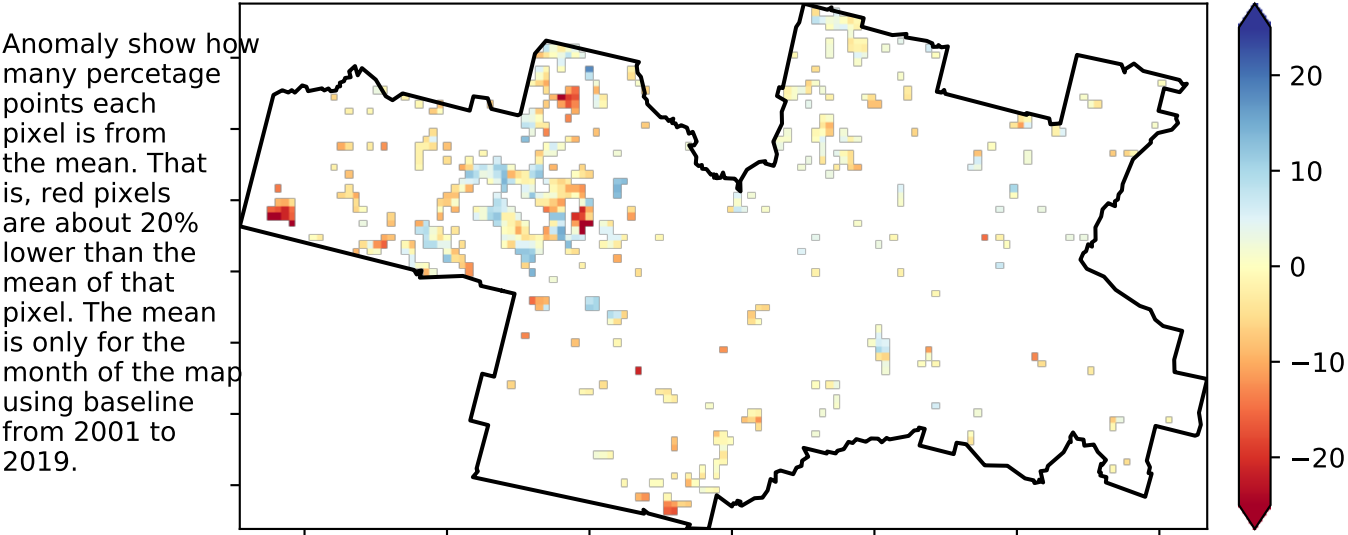 Anomaly show how
many percetage
points each
pixel is from
the mean. That
is, red pixels
are about 20%
lower than the
mean of that
pixel. The mean
is only for the
month of the map
using baseline
from 2001 to
2019.
20
10
0
−10
−20